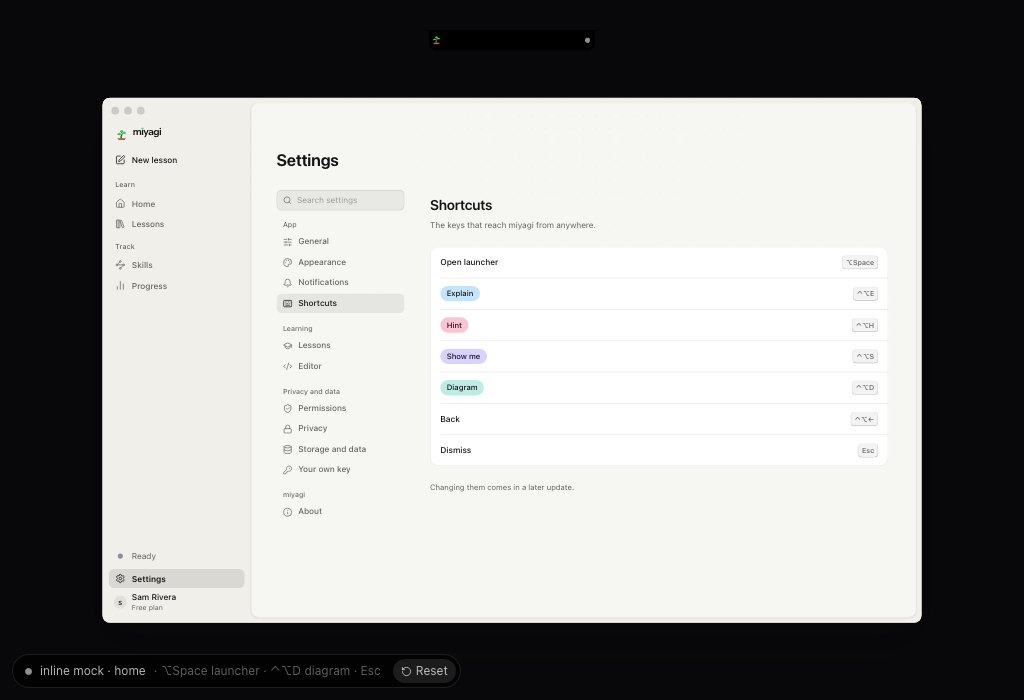 miyagi
New lesson
Learn
Home
Lessons
Track
Skills
Progress
Ready
Settings
S
Sam Rivera
Free plan
Settings
Search settings
App
General
Appearance
Notifications
Shortcuts
Learning
Lessons
Editor
Privacy and data
Permissions
Privacy
Storage and data
Your own key
miyagi
About
Shortcuts
The keys that reach miyagi from anywhere.
Open launcher ⌥Space
Explain ^⌥E
Hint ^⌥H
Show me ^⌥S
Diagram ^⌥D
Back ^⌥←
Dismiss Esc
Changing them comes in a later update.
inline mock · home · ⌥Space launcher · ^⌥D diagram · Esc Reset